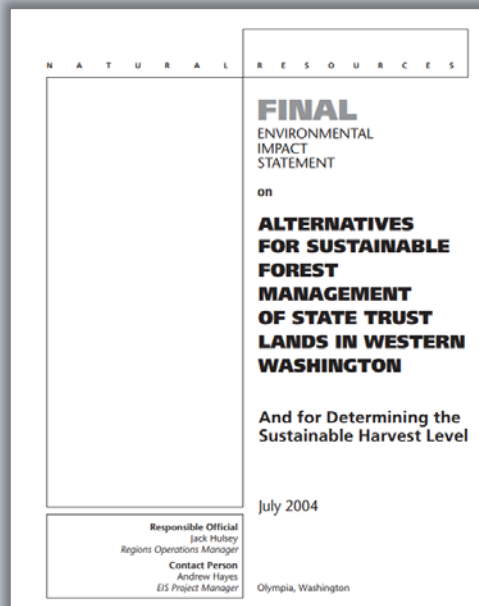 N A T U R A L R E S O U R C E S
FINAL
ENVIRONMENTAL
IMPACT
STATEMENT
on
ALTERNATIVES
FOR SUSTAINABLE
FOREST
MANAGEMENT
OF STATE TRUST
LANDS IN WESTERN
WASHINGTON
And for Determining the
Sustainable Harvest Level
July 2004
Responsible Official
Jack Hulsey
Regions Operations Manager
Contact Person
Andrew Hayes
EIS Project Manager
Olympia, Washington